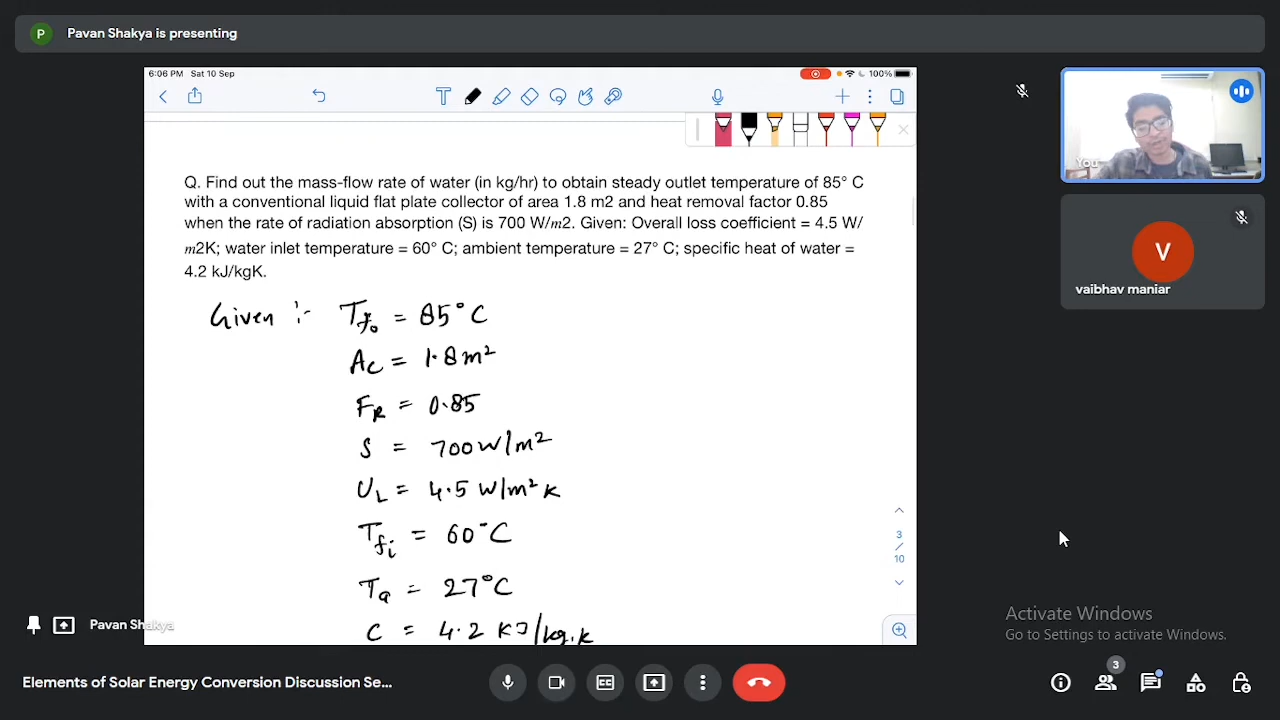 P Pavan Shakya is presenting
6:06 PM Sat 10 Sep
100%
Q. Find out the mass-flow rate of water (in kg/hr) to obtain steady outlet temperature of 85° C
with a conventional liquid flat plate collector of area 1.8 m2 and heat removal factor 0.85
when the rate of radiation absorption (S) is 700 W/m2. Given: Overall loss coefficient = 4.5 W/
m2K; water inlet temperature = 60° C; ambient temperature = 27° C; specific heat of water =
4.2 kJ/kgK.
Given :- Tfo = 85°C
Ac = 1.8 m²
FR = 0.85
S = 700 W/m²
UL = 4.5 W/m² K
Tfi = 60°C
Ta = 27°C
C = 4.2 KJ/kg.K
3
/
10
You
V
vaibhav maniar
Pavan Shakya
Activate Windows
Go to Settings to activate Windows.
Elements of Solar Energy Conversion Discussion Se...
CC
3